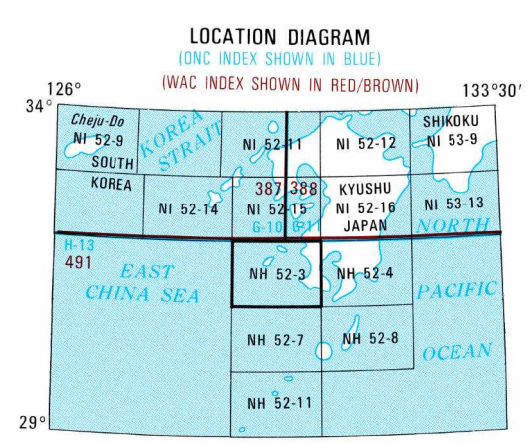 LOCATION DIAGRAM
(ONC INDEX SHOWN IN BLUE)
(WAC INDEX SHOWN IN RED/BROWN)
126°
133°30'
34°
Cheju-Do
NI 52-9
SOUTH
KOREA
KOREA
STRAIT
NI 52-11
NI 52-12
SHIKOKU
NI 53-9
NI 52-14
387
388
NI 52-15
G-10
G-11
KYUSHU
NI 52-16
JAPAN
NI 53-13
NORTH
H-13
491
EAST
CHINA SEA
NH 52-3
NH 52-4
PACIFIC
NH 52-7
NH 52-8
OCEAN
NH 52-11
29°